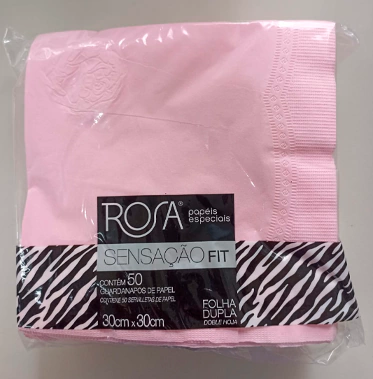 ROSA® papéis
especiais
SENSAÇÃO FIT
CONTÉM 50
GUARDANAPOS DE PAPEL
CONTIENE 50 SERVILLETAS DE PAPEL
30cm x 30cm
FOLHA
DUPLA
DOBLE HOJA